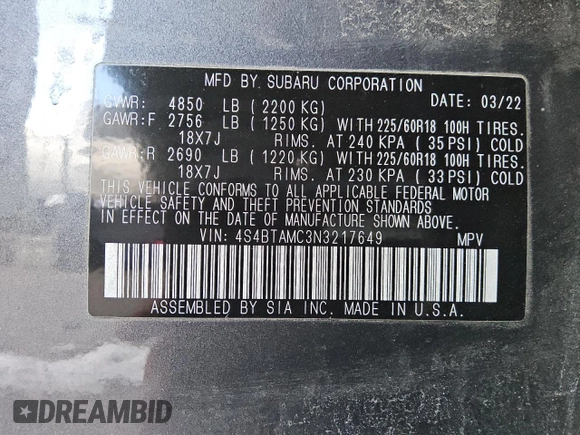 MFD BY SUBARU CORPORATION
GVWR: 4850 LB ( 2200 KG) DATE: 03/22
GAWR:F 2756 LB ( 1250 KG) WITH 225/60R18 100H TIRES.
18X7J RIMS. AT 240 KPA ( 35 PSI) COLD
GAWR:R 2690 LB ( 1220 KG) WITH 225/60R18 100H TIRES.
18X7J RIMS. AT 230 KPA ( 33 PSI) COLD
THIS VEHICLE CONFORMS TO ALL APPLICABLE FEDERAL MOTOR
VEHICLE SAFETY AND THEFT PREVENTION STANDARDS
IN EFFECT ON THE DATE OF MANUFACTURE SHOWN ABOVE.
VIN: 4S4BTAMC3N3217649 MPV
ASSEMBLED BY SIA INC. MADE IN U.S.A.
DREAMBID